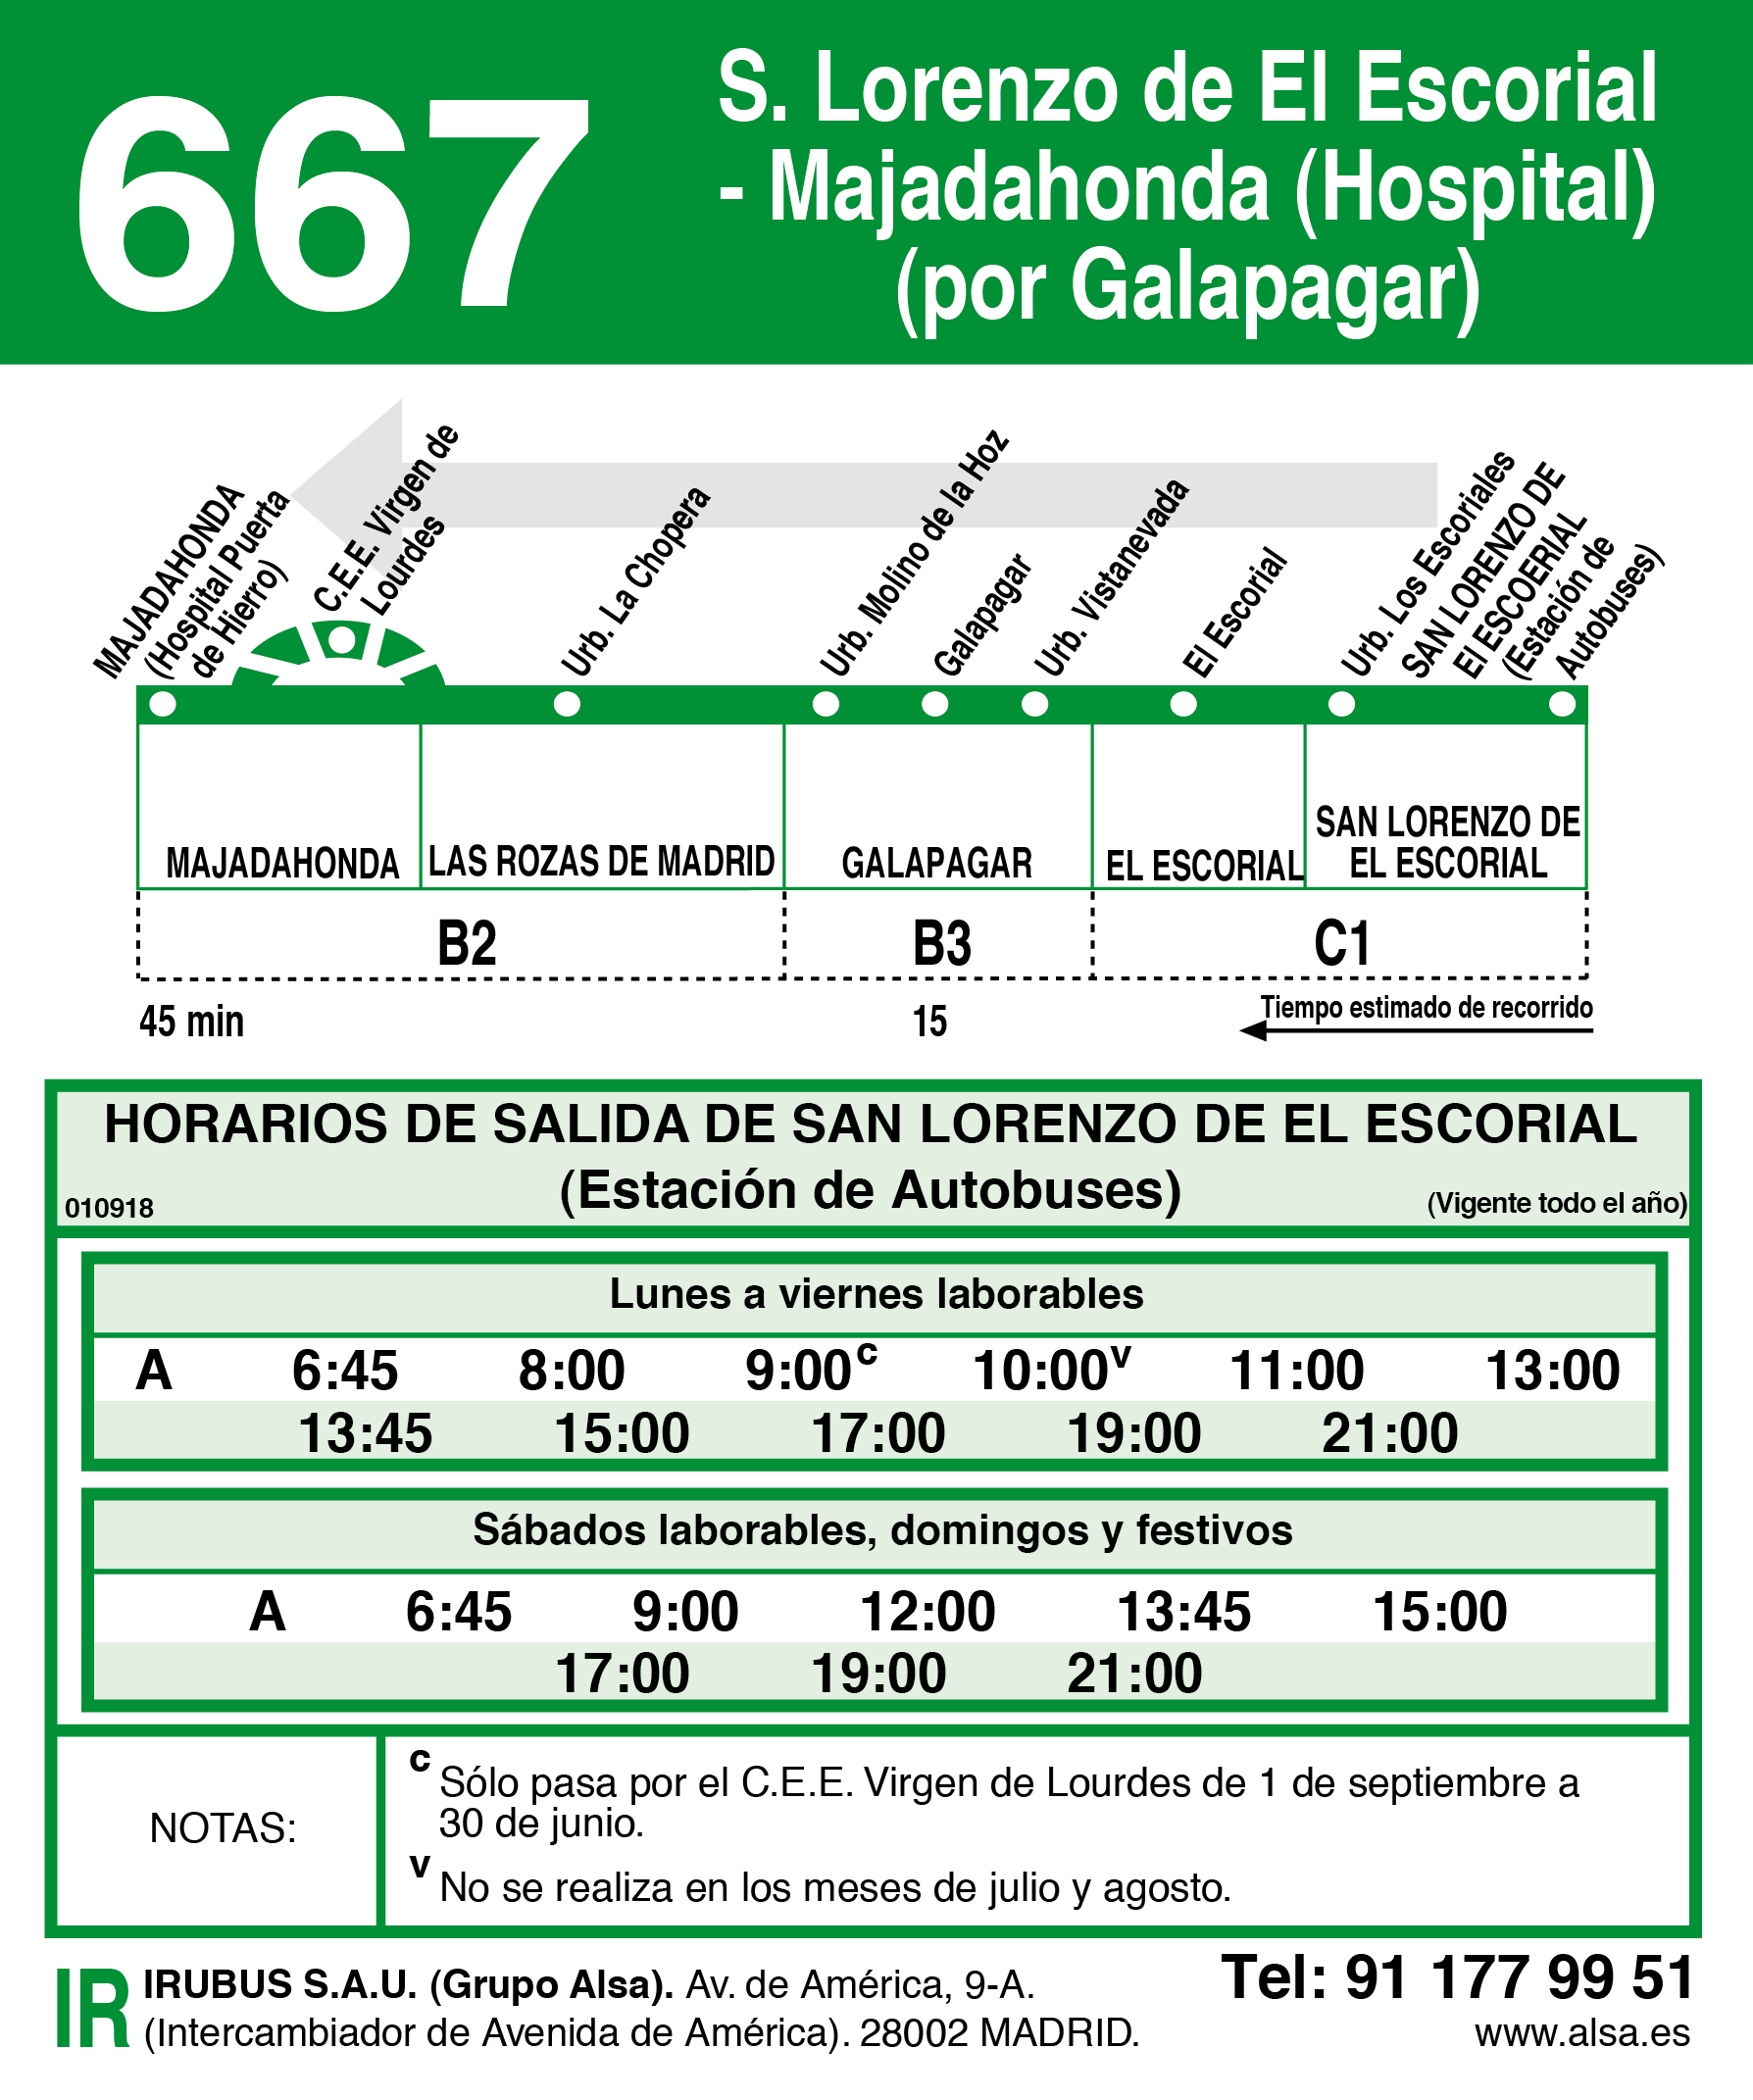 667
S. Lorenzo de El Escorial
- Majadahonda (Hospital)
(por Galapagar)
MAJADAHONDA
(Hospital Puerta
de Hierro)
C.E.E. Virgen de
Lourdes
Urb. La Chopera
Urb. Molino de la Hoz
Galapagar
Urb. Vistanevada
El Escorial
Urb. Los Escoriales
SAN LORENZO DE
El ESCOERIAL
(Estación de
Autobuses)
MAJADAHONDA
LAS ROZAS DE MADRID
GALAPAGAR
EL ESCORIAL
SAN LORENZO DE
EL ESCORIAL
B2 B3 C1
45 min 15 Tiempo estimado de recorrido
HORARIOS DE SALIDA DE SAN LORENZO DE EL ESCORIAL
(Estación de Autobuses)
010918 (Vigente todo el año)
Lunes a viernes laborables
A 6:45 8:00 9:00c 10:00v 11:00 13:00
13:45 15:00 17:00 19:00 21:00
Sábados laborables, domingos y festivos
A 6:45 9:00 12:00 13:45 15:00
17:00 19:00 21:00
NOTAS:
c Sólo pasa por el C.E.E. Virgen de Lourdes de 1 de septiembre a
30 de junio.
v No se realiza en los meses de julio y agosto.
IR IRUBUS S.A.U. (Grupo Alsa). Av. de América, 9-A.
(Intercambiador de Avenida de América). 28002 MADRID.
Tel: 91 177 99 51
www.alsa.es